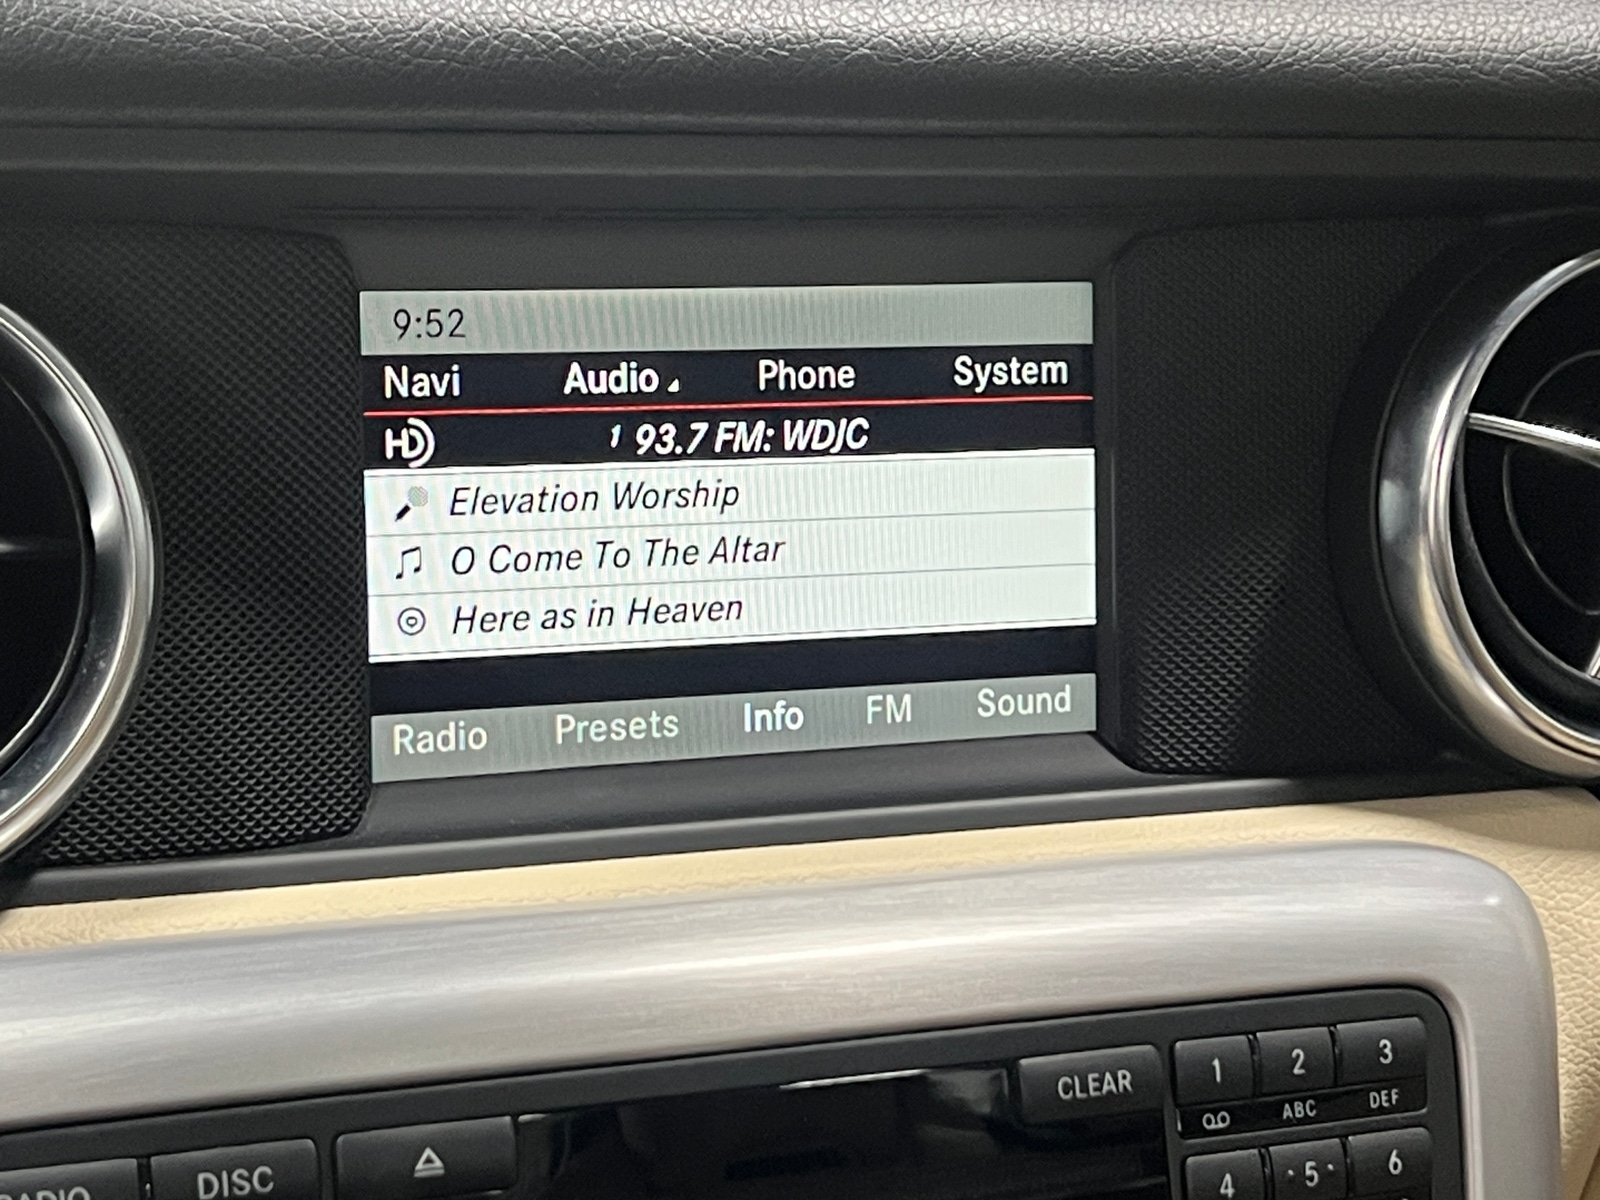 9:52
Navi Audio Phone System
HD 1 93.7 FM: WDJC
Elevation Worship
O Come To The Altar
Here as in Heaven
Radio Presets Info FM Sound
CLEAR 1 2 3
ABC DEF
DISC 4 5 6